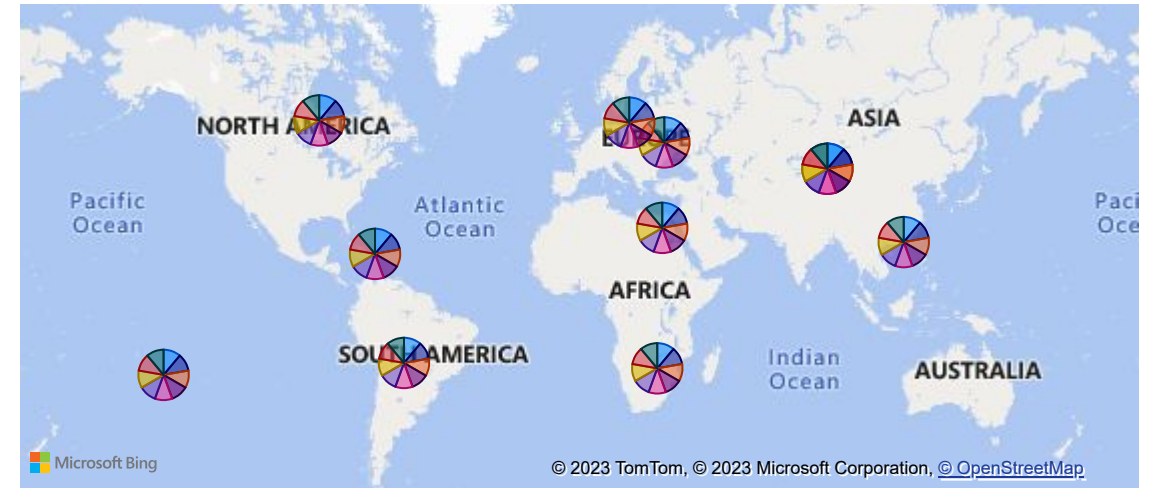 NORTH AMERICA
EUROPE
ASIA
Pacific
Ocean
Atlantic
Ocean
Paci
Oce
AFRICA
SOUTH AMERICA
Indian
Ocean
AUSTRALIA
Microsoft Bing
© 2023 TomTom, © 2023 Microsoft Corporation, © OpenStreetMap